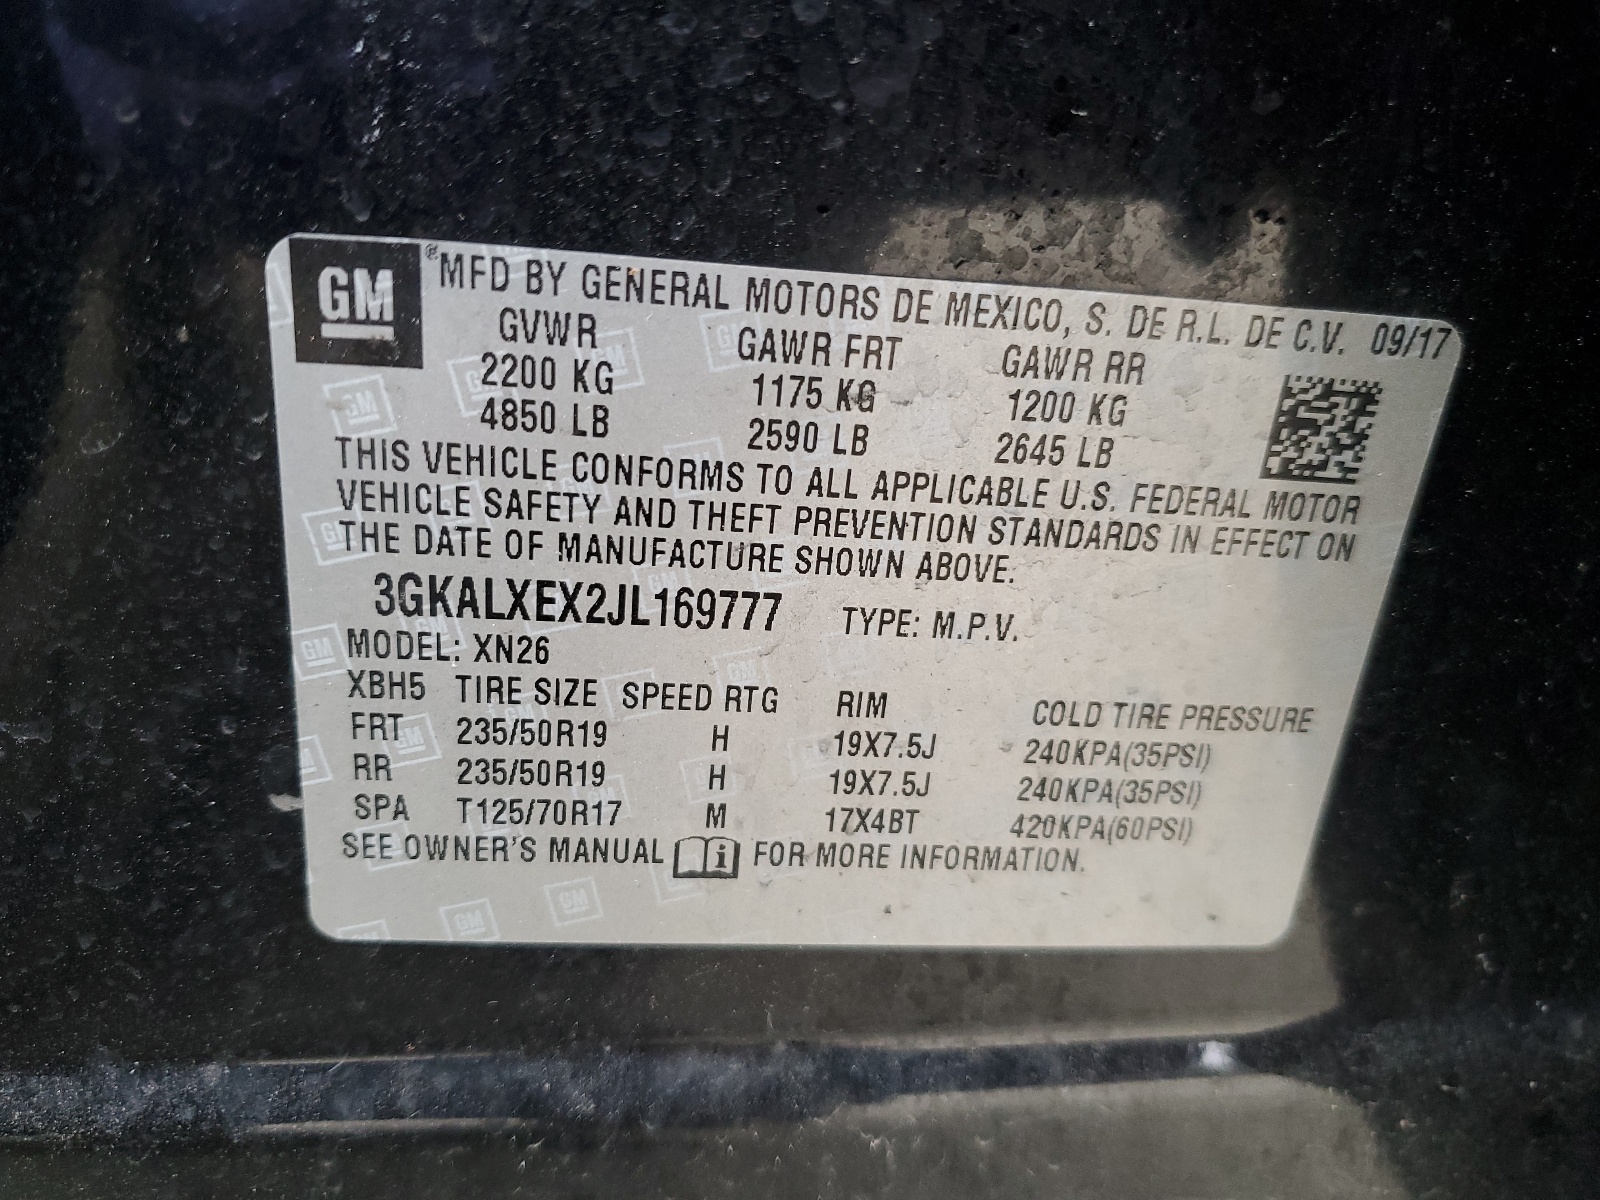 GM ® MFD BY GENERAL MOTORS DE MEXICO, S. DE R.L. DE C.V. 09/17
GVWR GAWR FRT GAWR RR
2200 KG 1175 KG 1200 KG
4850 LB 2590 LB 2645 LB
THIS VEHICLE CONFORMS TO ALL APPLICABLE U.S. FEDERAL MOTOR
VEHICLE SAFETY AND THEFT PREVENTION STANDARDS IN EFFECT ON
THE DATE OF MANUFACTURE SHOWN ABOVE.
3GKALXEX2JL169777 TYPE: M.P.V.
MODEL: XN26
XBH5 TIRE SIZE SPEED RTG RIM COLD TIRE PRESSURE
FRT 235/50R19 H 19X7.5J 240KPA(35PSI)
RR 235/50R19 H 19X7.5J 240KPA(35PSI)
SPA T125/70R17 M 17X4BT 420KPA(60PSI)
SEE OWNER'S MANUAL i FOR MORE INFORMATION.